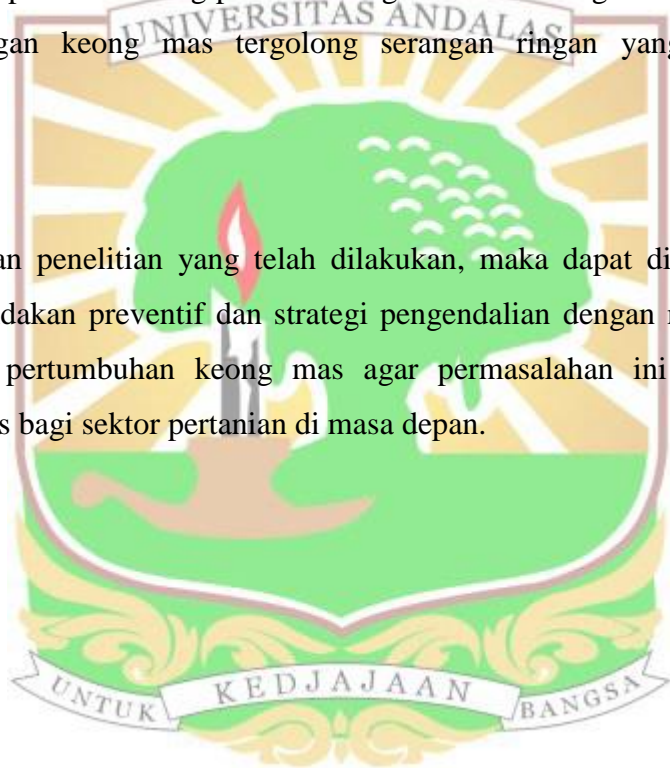 UNIVERSITAS ANDALAS
gan keong mas tergolong serangan ringan yang
an penelitian yang telah dilakukan, maka dapat di
dakan preventif dan strategi pengendalian dengan
pertumbuhan keong mas agar permasalahan ini
s bagi sektor pertanian di masa depan.
UNTUK KEDJAJAAN BANGSA